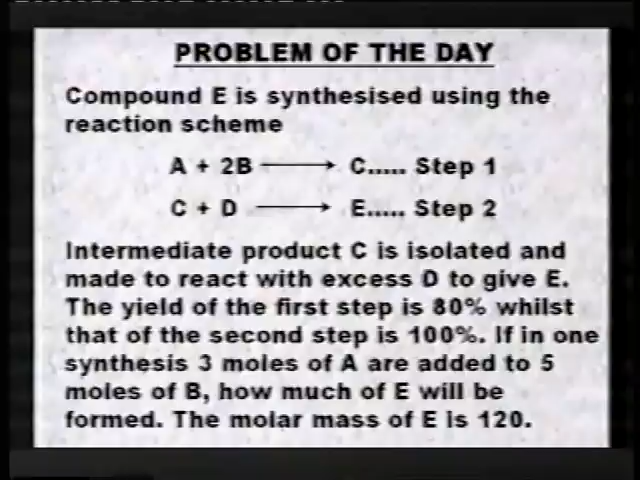 PROBLEM OF THE DAY
Compound E is synthesised using the
reaction scheme
A + 2B ⟶ C..... Step 1
C + D ⟶ E..... Step 2
Intermediate product C is isolated and
made to react with excess D to give E.
The yield of the first step is 80% whilst
that of the second step is 100%. If in one
synthesis 3 moles of A are added to 5
moles of B, how much of E will be
formed. The molar mass of E is 120.